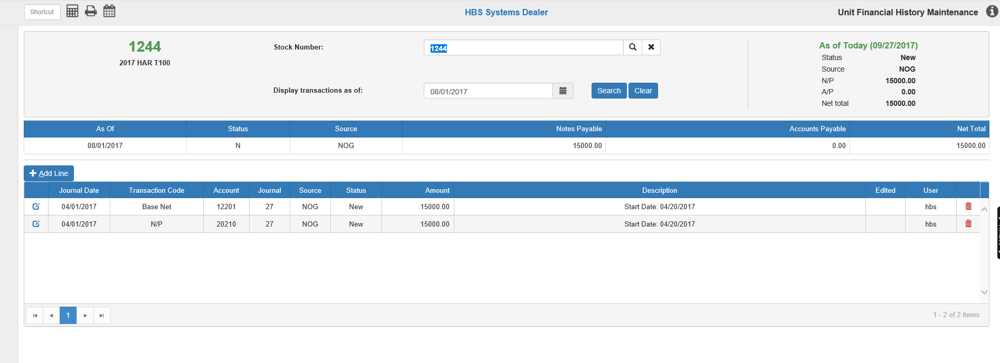 Shortcut HBS Systems Dealer Unit Financial History Maintenance
1244
2017 HAR T100
Stock Number: 1244
Display transactions as of: 08/01/2017 Search Clear
As of Today (09/27/2017)
Status New
Source NOG
N/P 15000.00
A/P 0.00
Net total 15000.00
As Of Status Source Notes Payable Accounts Payable Net Total
08/01/2017 N NOG 15000.00 0.00 15000.00
Add Line
Journal Date Transaction Code Account Journal Source Status Amount Description Edited User
04/01/2017 Base Net 12201 27 NOG New 15000.00 Start Date: 04/20/2017 hbs
04/01/2017 N/P 20210 27 NOG New 15000.00 Start Date: 04/20/2017 hbs
1 1 - 2 of 2 items